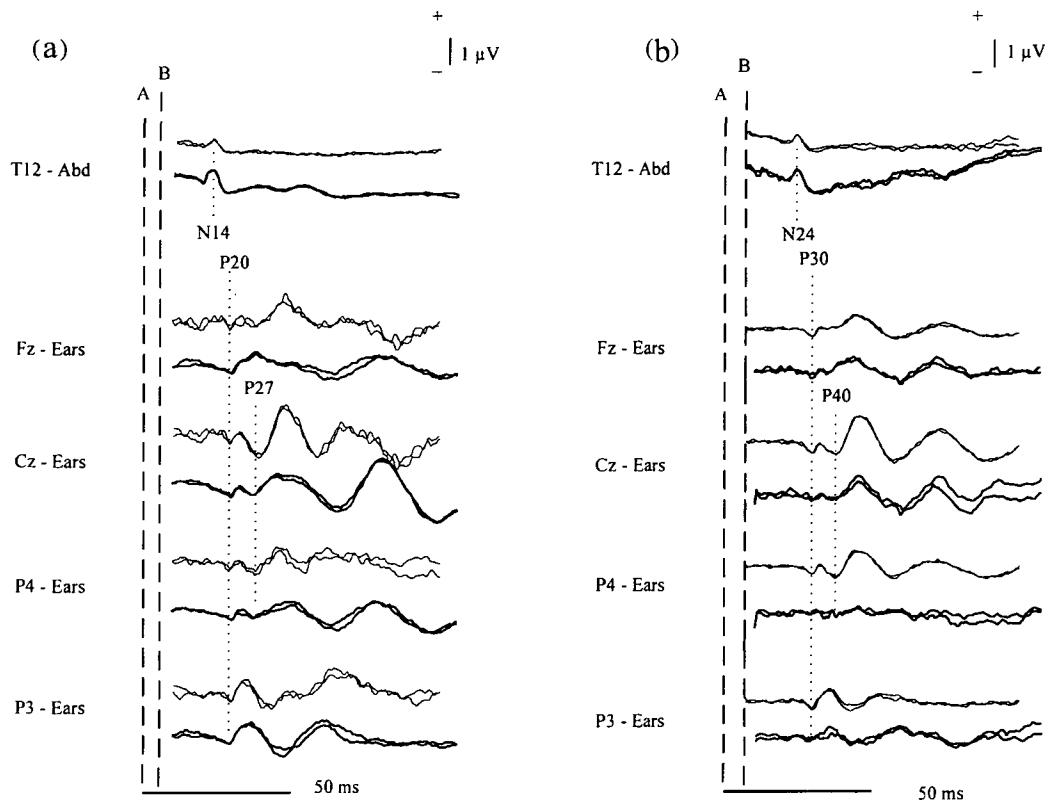 (a)
+
1 μV
−
A
B
T12 - Abd
N14
P20
Fz - Ears
P27
Cz - Ears
P4 - Ears
P3 - Ears
50 ms
(b)
+
1 μV
−
A
B
T12 - Abd
N24
P30
Fz - Ears
P40
Cz - Ears
P4 - Ears
P3 - Ears
50 ms